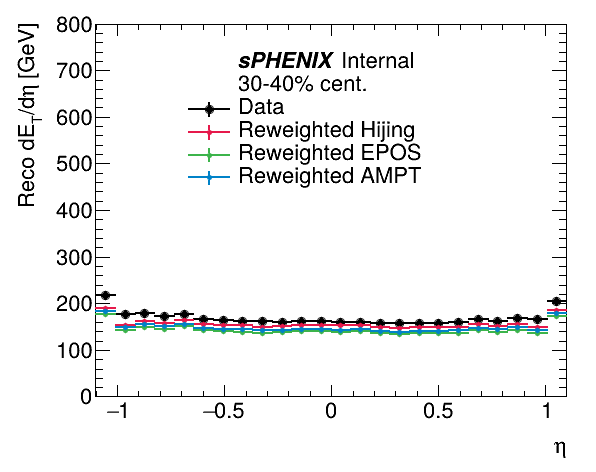 800
700
600
500
400
300
200
100
0
Reco dE_T/dη [GeV]
sPHENIX Internal
30-40% cent.
Data
Reweighted Hijing
Reweighted EPOS
Reweighted AMPT
−1 −0.5 0 0.5 1
η